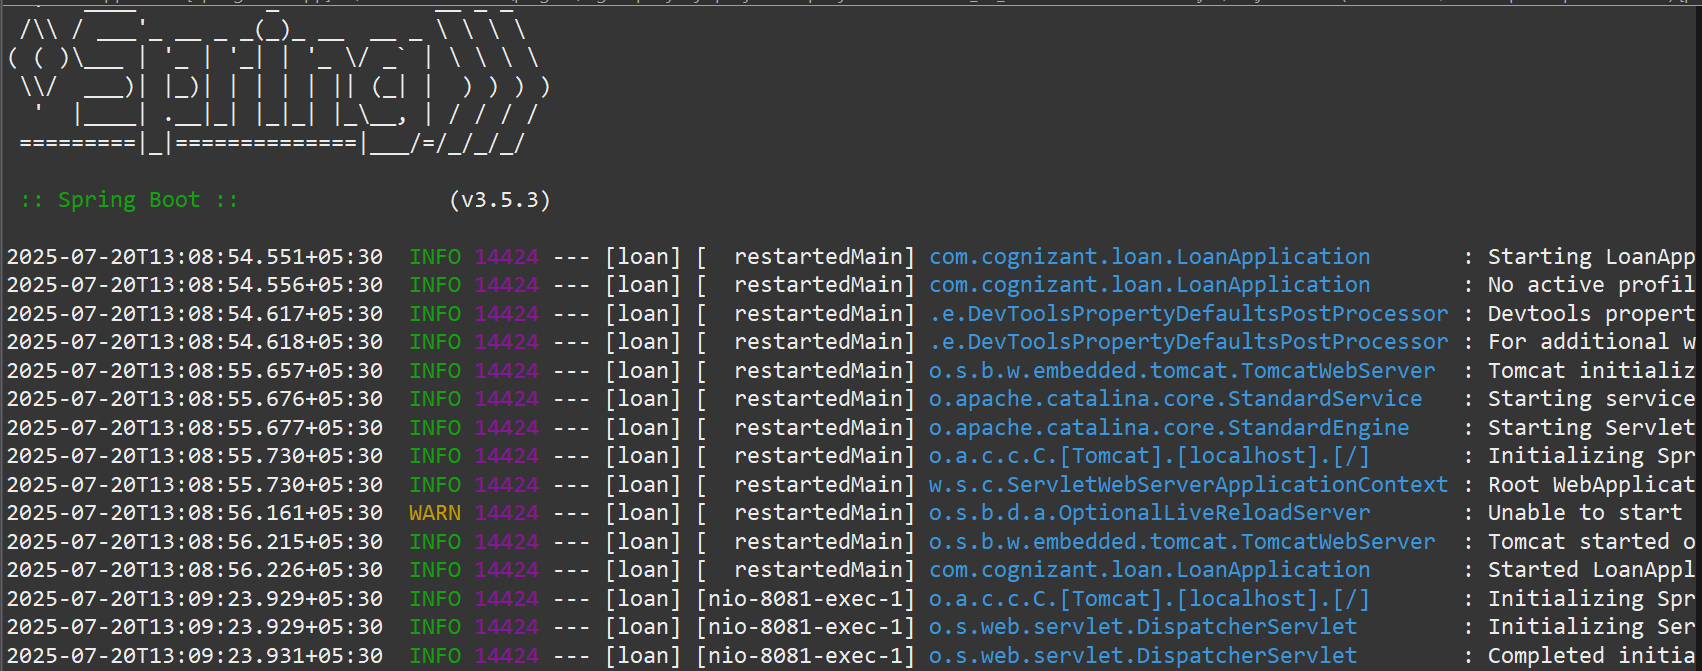 :: Spring Boot ::                (v3.5.3)
2025-07-20T13:08:54.551+05:30  INFO 14424 --- [loan] [  restartedMain] com.cognizant.loan.LoanApplication       : Starting LoanApp
2025-07-20T13:08:54.556+05:30  INFO 14424 --- [loan] [  restartedMain] com.cognizant.loan.LoanApplication       : No active profil
2025-07-20T13:08:54.617+05:30  INFO 14424 --- [loan] [  restartedMain] .e.DevToolsPropertyDefaultsPostProcessor : Devtools propert
2025-07-20T13:08:54.618+05:30  INFO 14424 --- [loan] [  restartedMain] .e.DevToolsPropertyDefaultsPostProcessor : For additional w
2025-07-20T13:08:55.657+05:30  INFO 14424 --- [loan] [  restartedMain] o.s.b.w.embedded.tomcat.TomcatWebServer  : Tomcat initializ
2025-07-20T13:08:55.676+05:30  INFO 14424 --- [loan] [  restartedMain] o.apache.catalina.core.StandardService   : Starting service
2025-07-20T13:08:55.677+05:30  INFO 14424 --- [loan] [  restartedMain] o.apache.catalina.core.StandardEngine    : Starting Servlet
2025-07-20T13:08:55.730+05:30  INFO 14424 --- [loan] [  restartedMain] o.a.c.c.C.[Tomcat].[localhost].[/]       : Initializing Spr
2025-07-20T13:08:55.730+05:30  INFO 14424 --- [loan] [  restartedMain] w.s.c.ServletWebServerApplicationContext : Root WebApplicat
2025-07-20T13:08:56.161+05:30  WARN 14424 --- [loan] [  restartedMain] o.s.b.d.a.OptionalLiveReloadServer       : Unable to start
2025-07-20T13:08:56.215+05:30  INFO 14424 --- [loan] [  restartedMain] o.s.b.w.embedded.tomcat.TomcatWebServer  : Tomcat started o
2025-07-20T13:08:56.226+05:30  INFO 14424 --- [loan] [  restartedMain] com.cognizant.loan.LoanApplication       : Started LoanAppl
2025-07-20T13:09:23.929+05:30  INFO 14424 --- [loan] [nio-8081-exec-1] o.a.c.c.C.[Tomcat].[localhost].[/]       : Initializing Spr
2025-07-20T13:09:23.929+05:30  INFO 14424 --- [loan] [nio-8081-exec-1] o.s.web.servlet.DispatcherServlet        : Initializing Ser
2025-07-20T13:09:23.931+05:30  INFO 14424 --- [loan] [nio-8081-exec-1] o.s.web.servlet.DispatcherServlet        : Completed initia